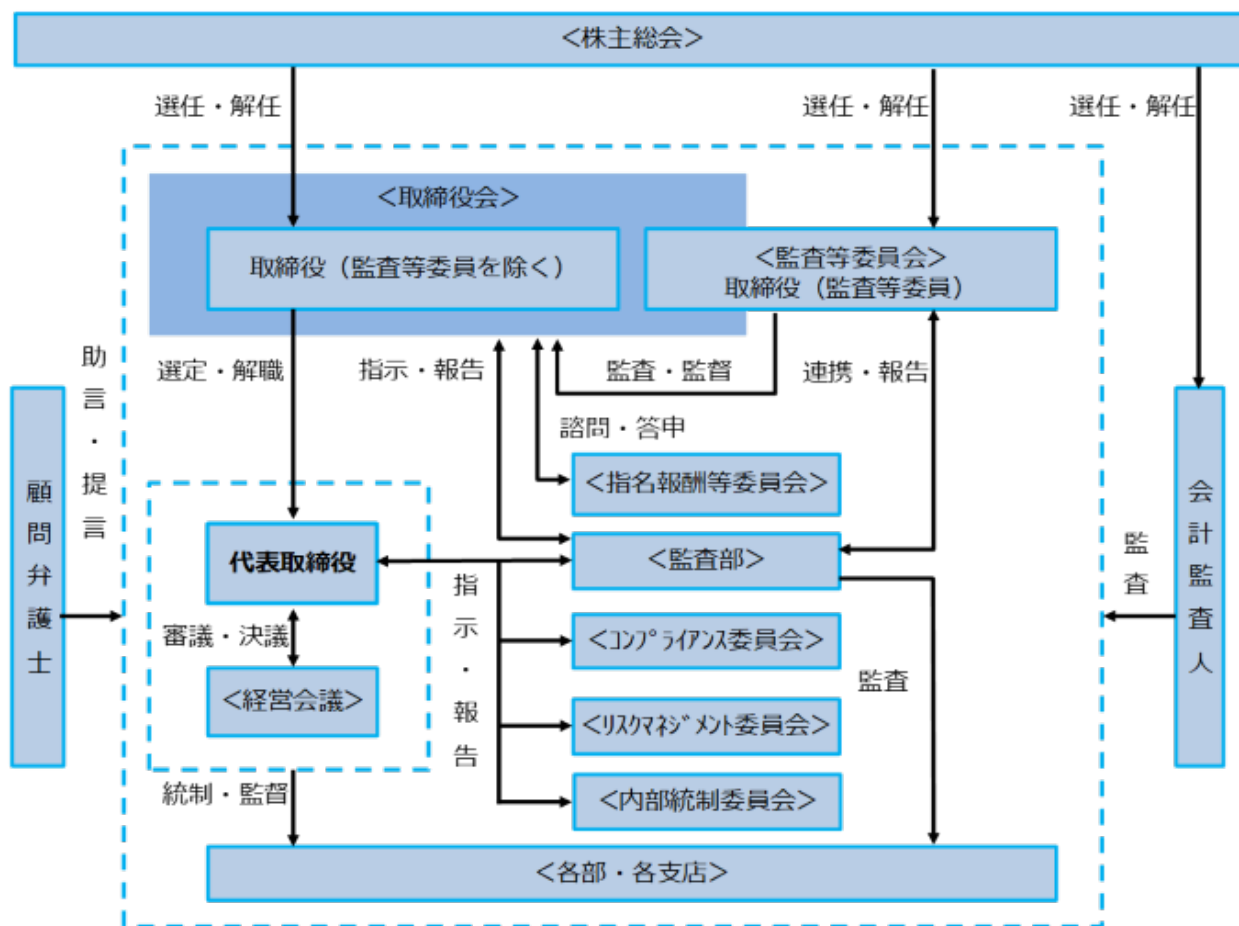 <株主総会>
選任・解任
選任・解任
選任・解任
<取締役会>
取締役（監査等委員を除く）
<監査等委員会>
取締役（監査等委員）
助言・提言
選定・解職
指示・報告
監査・監督
連携・報告
諮問・答申
顧問弁護士
<指名報酬等委員会>
会計監査人
代表取締役
<監査部>
監査
指示・報告
審議・決議
<コンプライアンス委員会>
監査
<経営会議>
<リスクマネジメント委員会>
統制・監督
<内部統制委員会>
<各部・各支店>